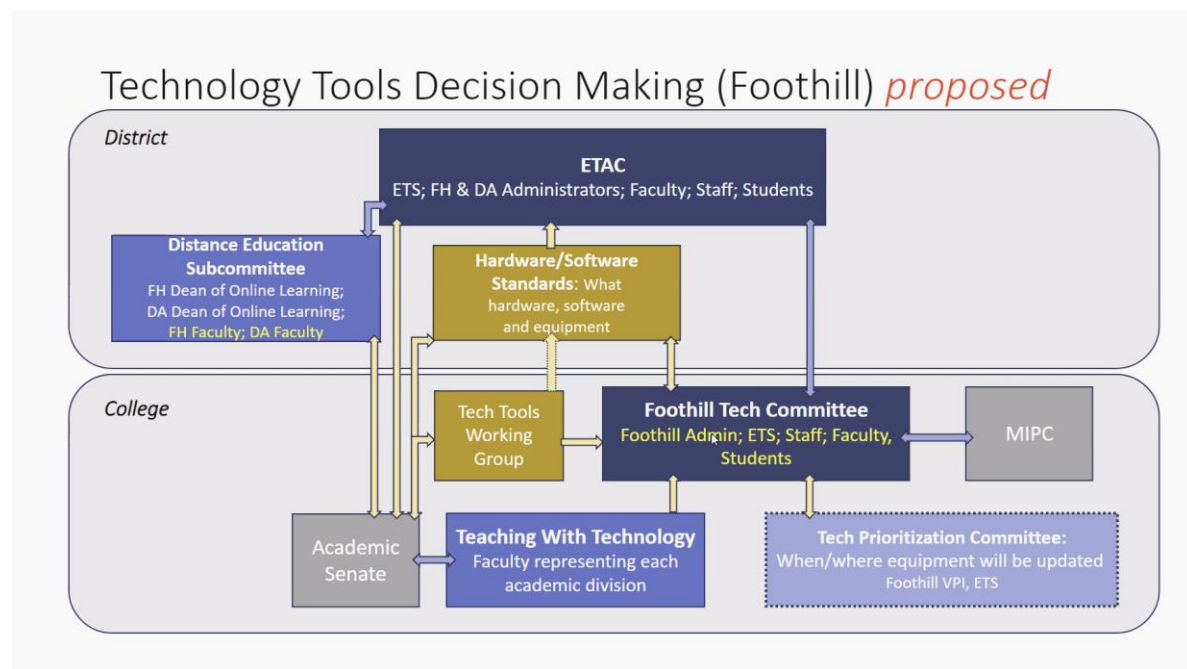 Technology Tools Decision Making (Foothill) proposed
District
ETAC
ETS; FH & DA Administrators; Faculty; Staff; Students
Distance Education
Subcommittee
FH Dean of Online Learning;
DA Dean of Online Learning;
FH Faculty; DA Faculty
Hardware/Software
Standards: What
hardware, software
and equipment
College
Tech Tools
Working
Group
Foothill Tech Committee
Foothill Admin; ETS; Staff; Faculty,
Students
MIPC
Academic
Senate
Teaching With Technology
Faculty representing each
academic division
Tech Prioritization Committee:
When/where equipment will be updated
Foothill VPI, ETS